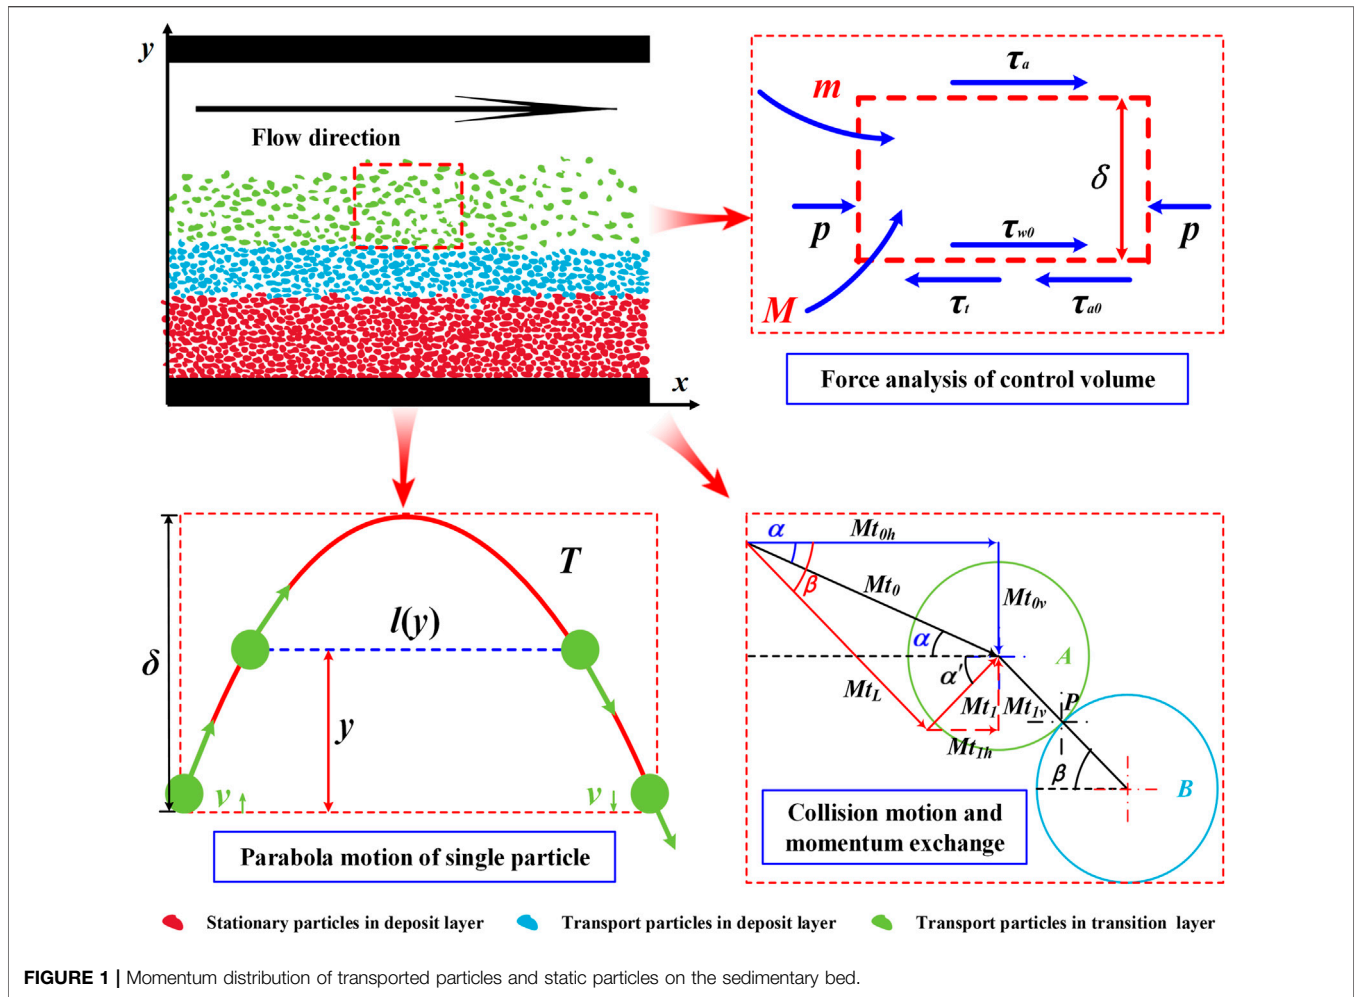 y
Flow direction
x
τa
m
δ
p
p
τw0
M
τt
τa0
Force analysis of control volume
T
l(y)
δ
y
v
v
Parabola motion of single particle
α
Mt0h
β
Mt0
Mt0v
α
A
α'
MtL
Mt1
Mt1v
P
Mt1h
β
B
Collision motion and
momentum exchange
Stationary particles in deposit layer
Transport particles in deposit layer
Transport particles in transition layer
FIGURE 1 | Momentum distribution of transported particles and static particles on the sedimentary bed.